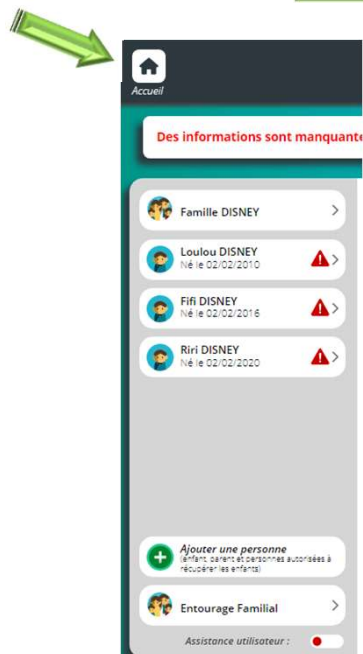 Accueil
Des informations sont manquante
Famille DISNEY
Loulou DISNEY
Né le 02/02/2010
Fifi DISNEY
Né le 02/02/2016
Riri DISNEY
Né le 02/02/2020
Ajouter une personne
(enfant, parent et personnes autorisées à
récupérer les enfants)
Entourage Familial
Assistance utilisateur :